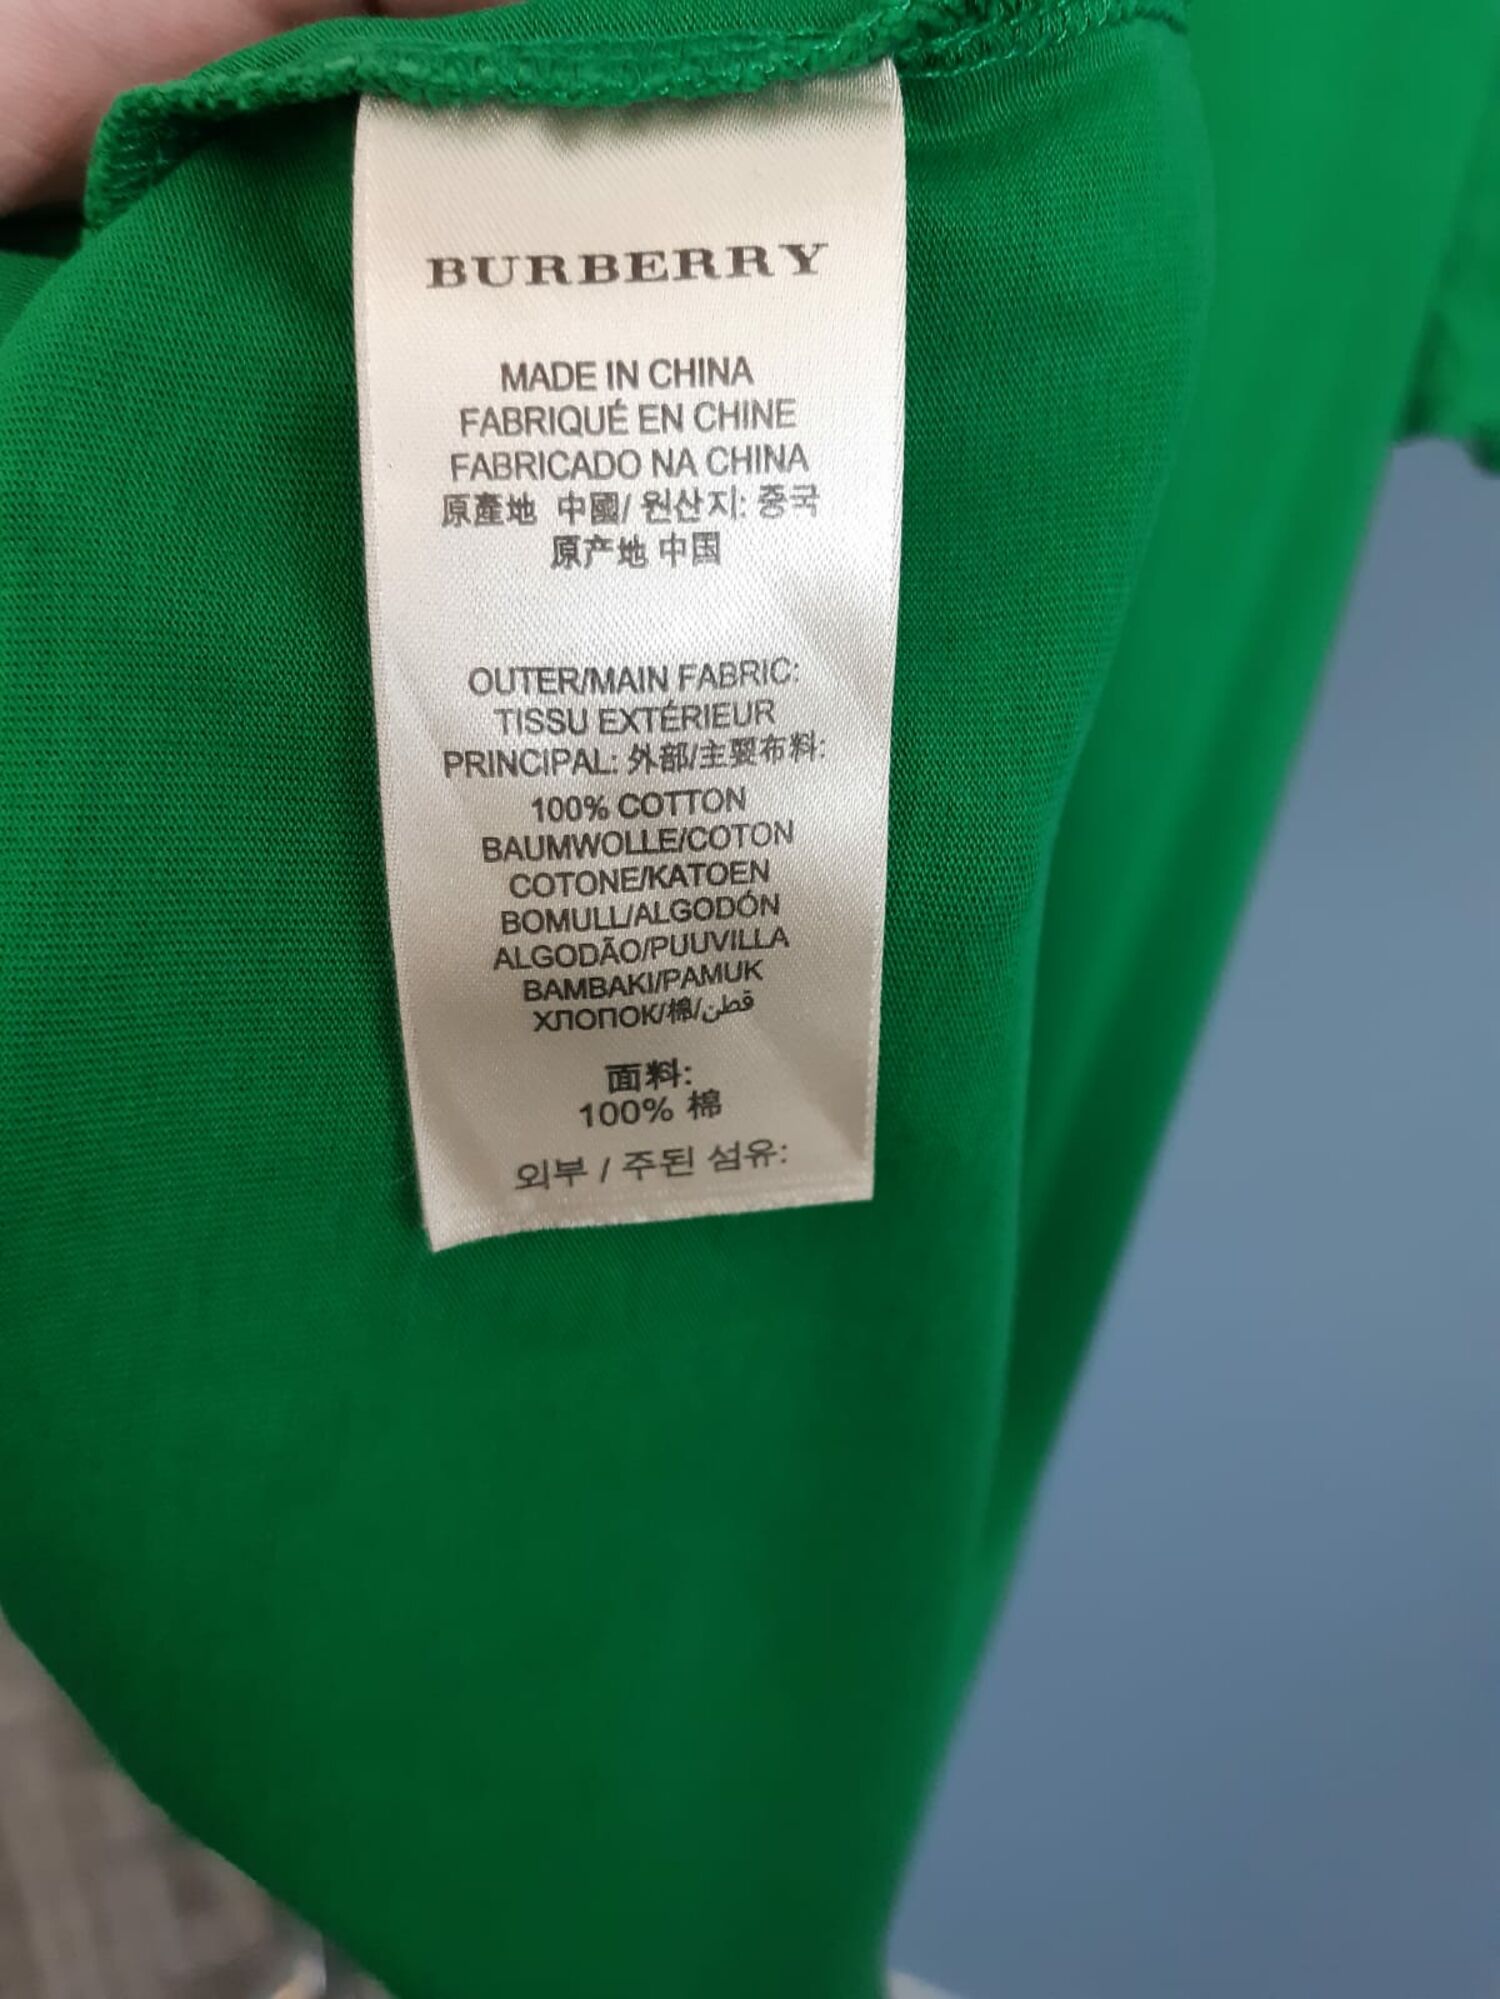 BURBERRY
MADE IN CHINA
FABRIQUÉ EN CHINE
FABRICADO NA CHINA
原產地 中國/ 원산지: 중국
原产地 中国
OUTER/MAIN FABRIC:
TISSU EXTÉRIEUR
PRINCIPAL: 外部/主要布料:
100% COTTON
BAUMWOLLE/COTON
COTONE/KATOEN
BOMULL/ALGODÓN
ALGODÃO/PUUVILLA
BAMBAKI/PAMUK
ХЛОПОК/棉/قطن
面料:
100% 棉
외부 / 주된 섬유: